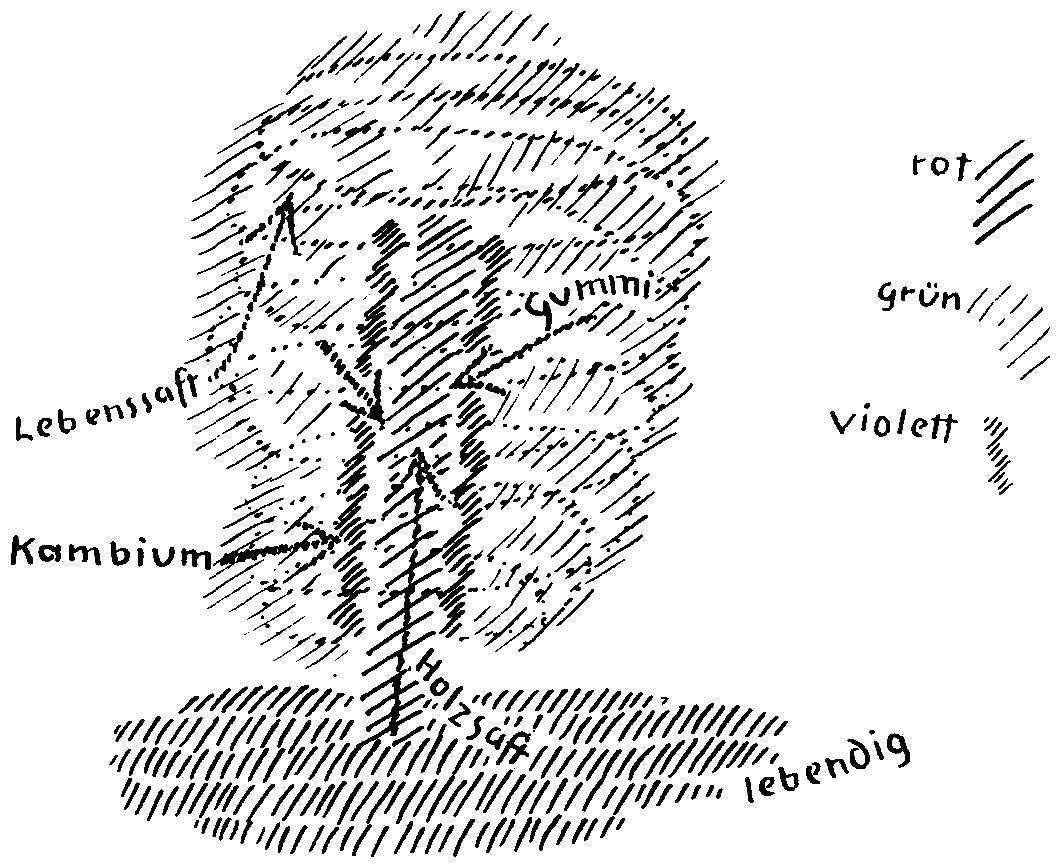 rot
grün
Gummi
Lebenssaft
violett
Kambium
Holzsaft
lebendig